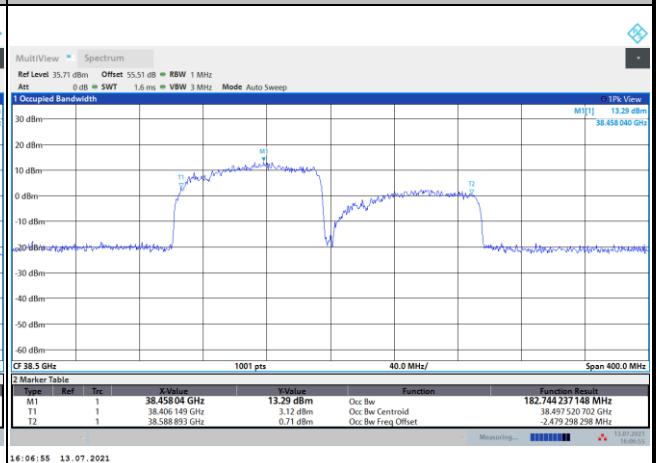 MultiView Spectrum
Ref Level 35.71 dBm Offset 55.51 dB RBW 1 MHz
Att 0 dB SWT 1.6 ms VBW 3 MHz Mode Auto Sweep
1 Occupied Bandwidth 1Pk View
M1[1] 13.29 dBm
38.458 040 GHz
30 dBm
20 dBm
M1
10 dBm
T1
T2
0 dBm
-10 dBm
-20 dBm
-30 dBm
-40 dBm
-50 dBm
-60 dBm
CF 38.5 GHz 1001 pts 40.0 MHz/ Span 400.0 MHz
2 Marker Table
Type Ref Trc X-Value Y-Value Function Function Result
M1 1 38.458 04 GHz 13.29 dBm Occ Bw 182.744 237 148 MHz
T1 1 38.406 149 GHz 3.12 dBm Occ Bw Centroid 38.497 520 702 GHz
T2 1 38.588 893 GHz 0.71 dBm Occ Bw Freq Offset -2.479 298 298 MHz
Measuring... 13.07.2021
16:06:55
16:06:55 13.07.2021